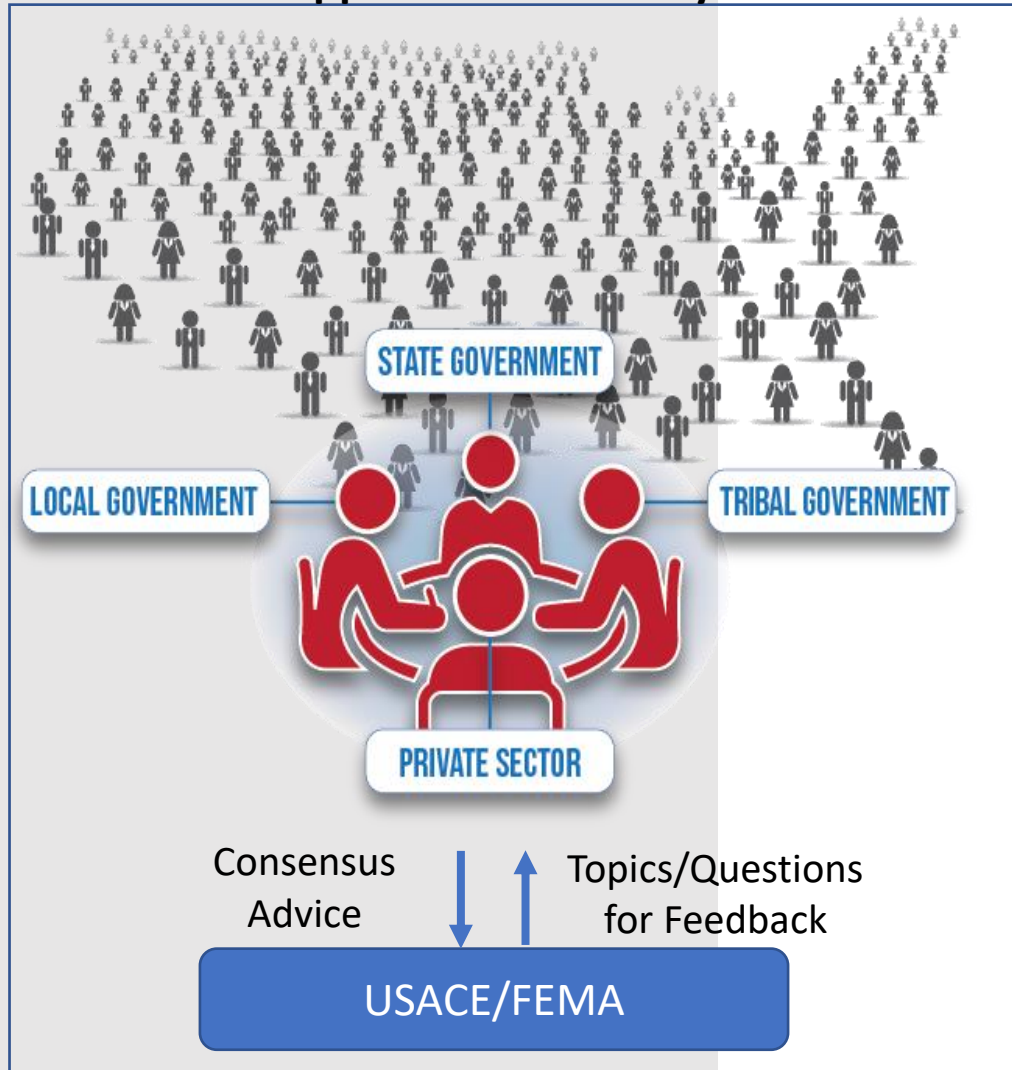 STATE GOVERNMENT
LOCAL GOVERNMENT
TRIBAL GOVERNMENT
PRIVATE SECTOR
Consensus
Advice
Topics/Questions
for Feedback
USACE/FEMA